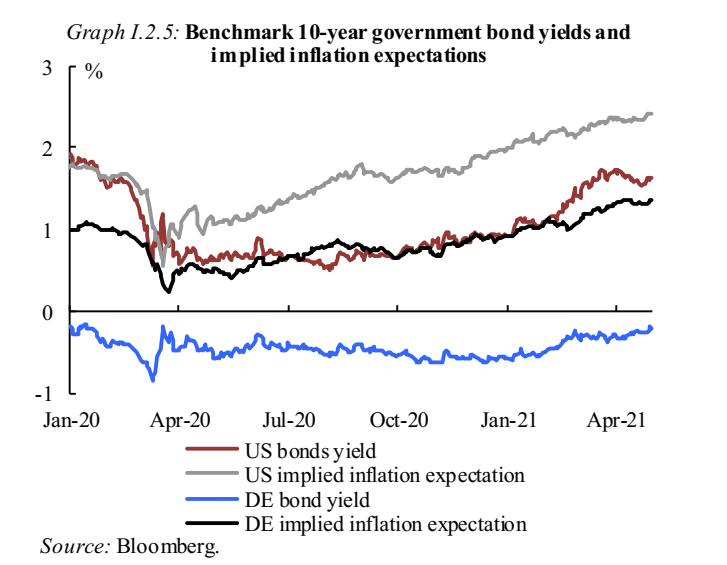 Graph I.2.5: Benchmark 10-year government bond yields and
implied inflation expectations
3
%
2
1
0
-1
Jan-20 Apr-20 Jul-20 Oct-20 Jan-21 Apr-21
US bonds yield
US implied inflation expectation
DE bond yield
DE implied inflation expectation
Source: Bloomberg.